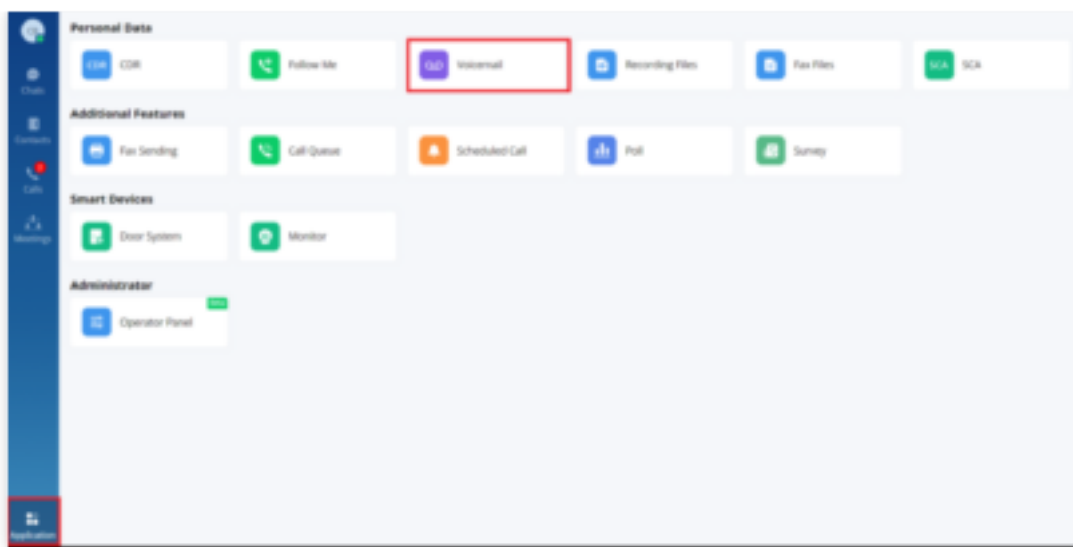 Personal Data
CDR CDR
Follow Me
Voicemail
Recording Files
Fax Files
SCA SCA
Chats
Additional Features
Contacts
Fax Sending
Call Queue
Scheduled Call
Poll
Survey
Calls
Smart Devices
Meetings
Door System
Monitor
Administrator
Operator Panel
Application